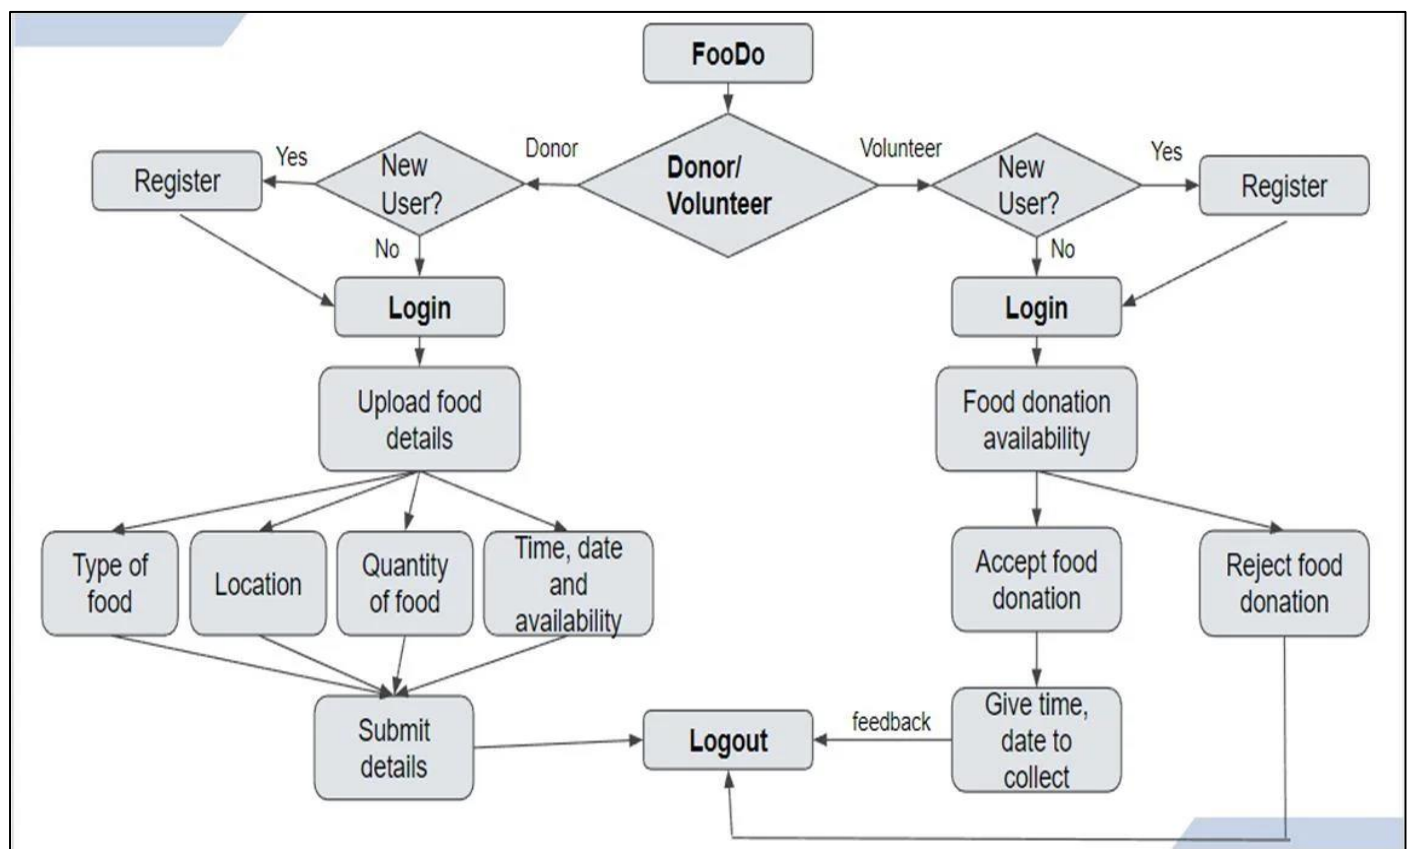 FooDo
Donor
Volunteer
Yes
New
User?
Donor/
Volunteer
New
User?
Yes
Register
Register
No
No
Login
Login
Upload food
details
Food donation
availability
Type of
food
Location
Quantity
of food
Time, date
and
availability
Accept food
donation
Reject food
donation
Submit
details
Logout
feedback
Give time,
date to
collect